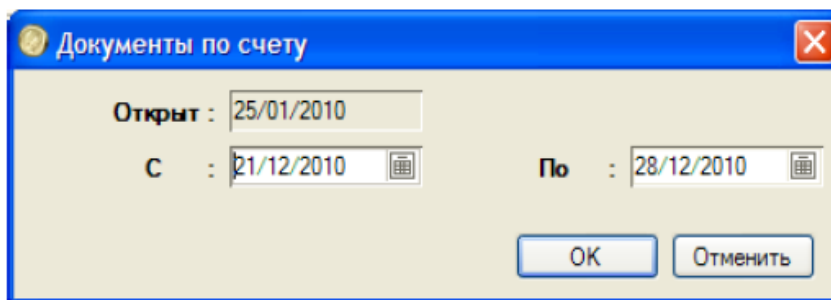 Документы по счету
Открыт : 25/01/2010
С : 21/12/2010 По : 28/12/2010
OK Отменить